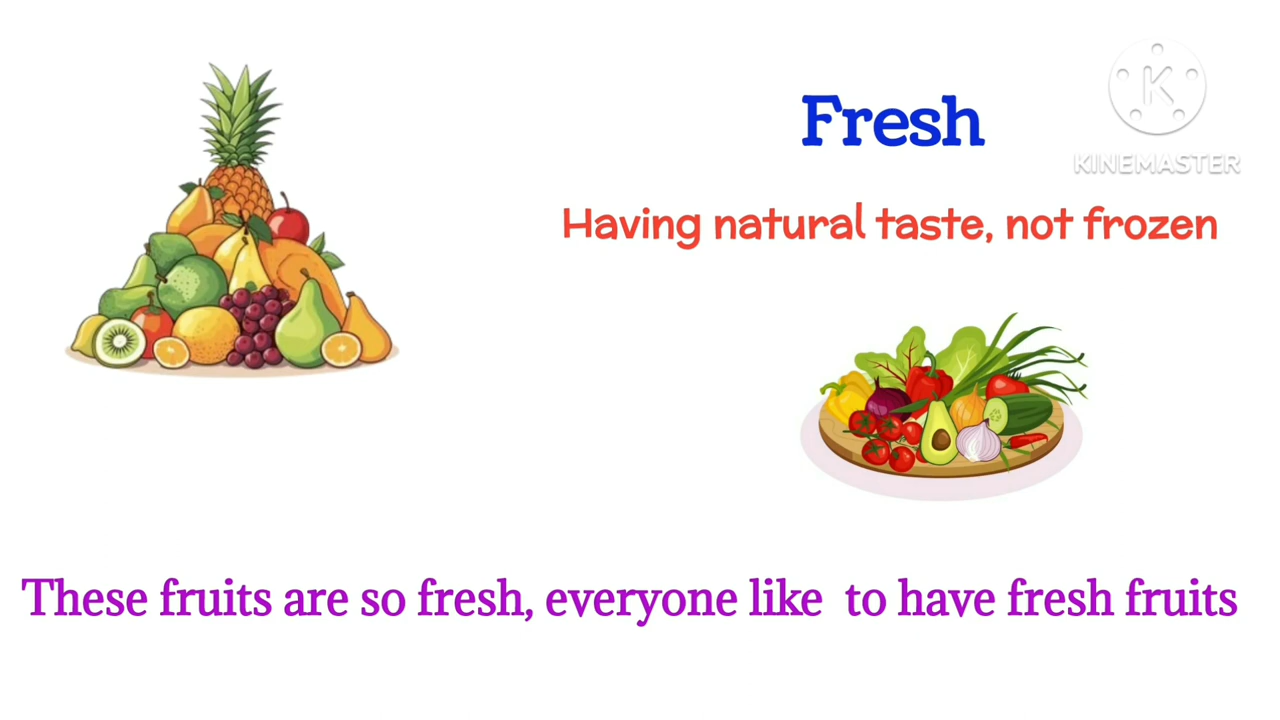 Fresh
KINEMASTER
Having natural taste, not frozen
These fruits are so fresh, everyone like to have fresh fruits